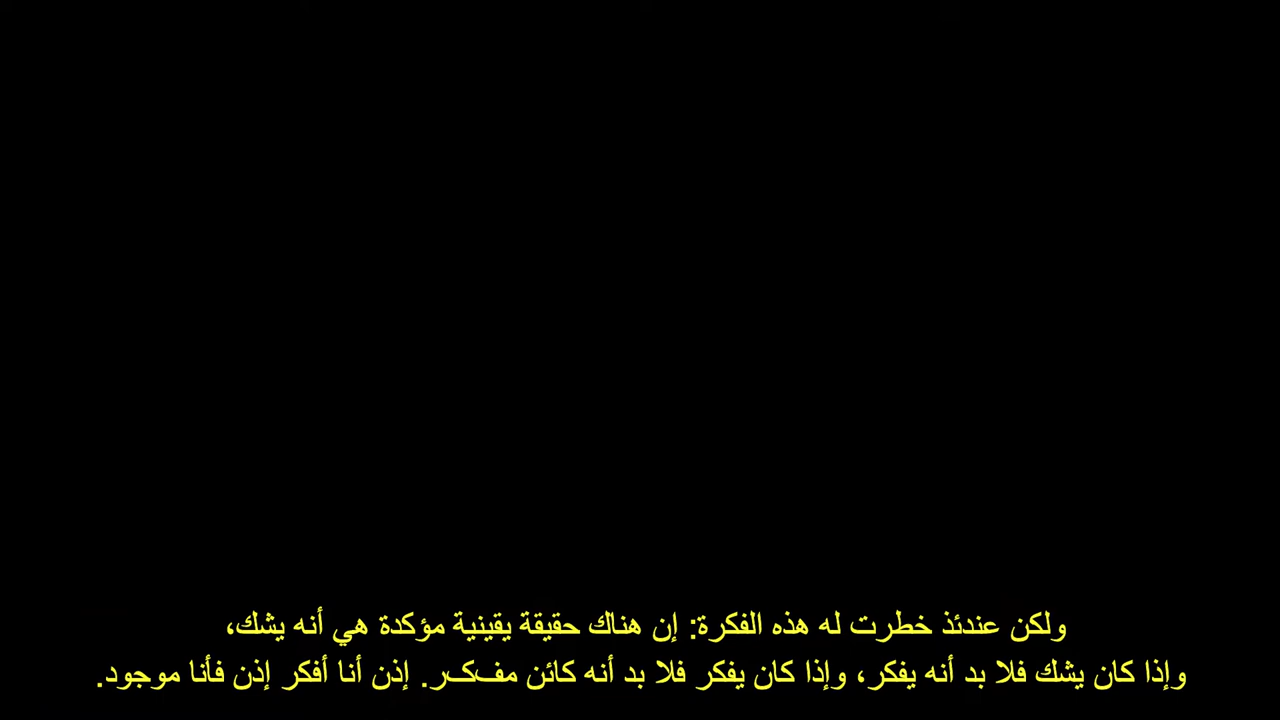 ولكن عندئذ خطرت له هذه الفكرة: إن هناك حقيقة يقينية مؤكدة هي أنه يشك،
وإذا كان يشك فلا بد أنه يفكر، وإذا كان يفكر فلا بد أنه كائن مفـكـر. إذن أنا أفكر إذن فأنا موجود.